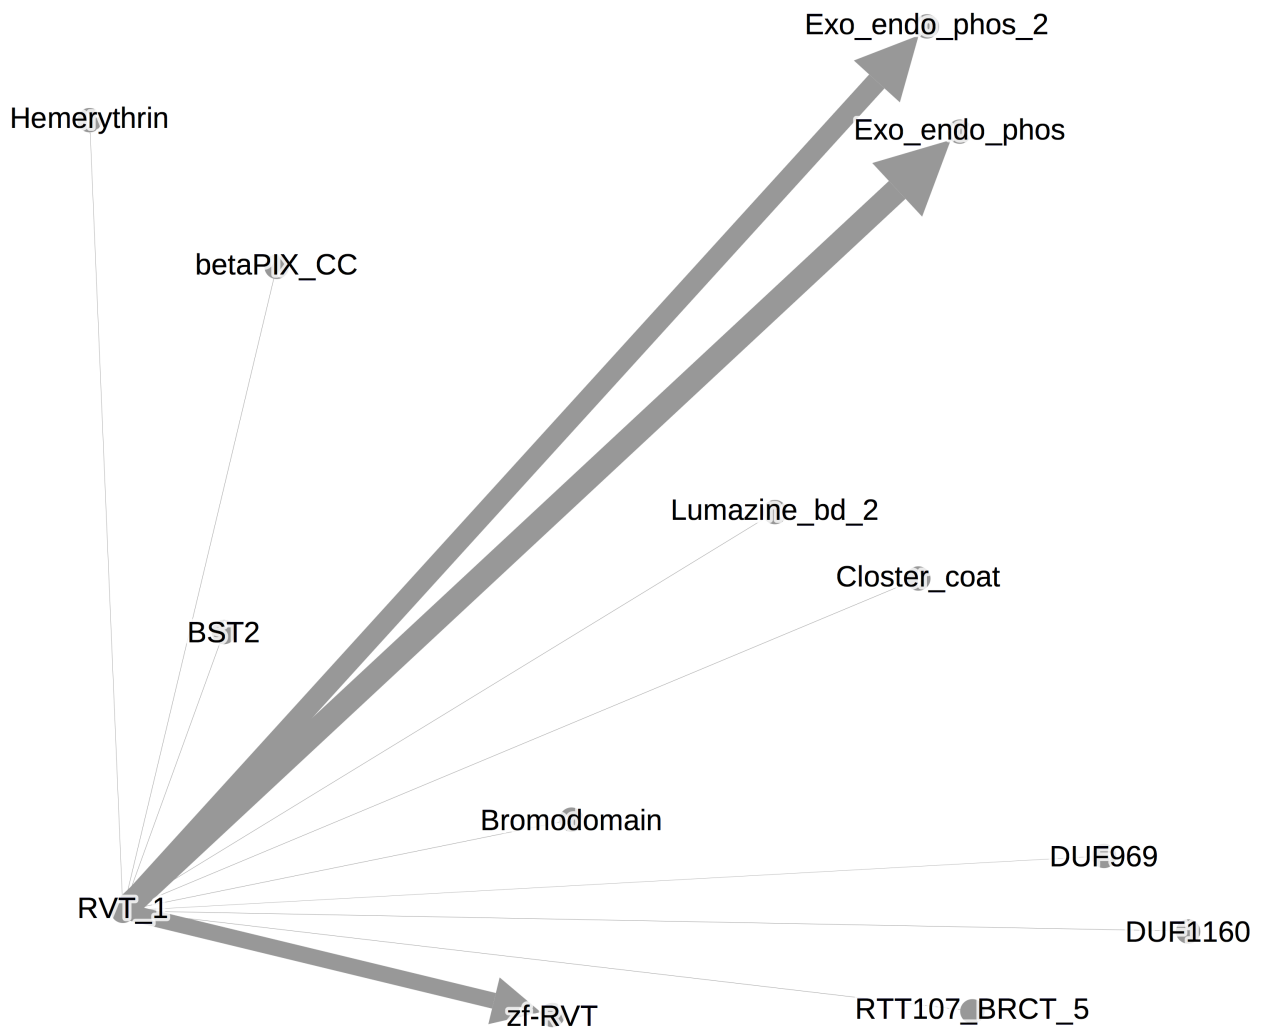 Exo_endo_phos_2
Hemerythrin
Exo_endo_phos
betaPIX_CC
Lumazine_bd_2
Closter_coat
BST2
Bromodomain
DUF969
RVT_1
DUF1160
RTT107_BRCT_5
zf-RVT